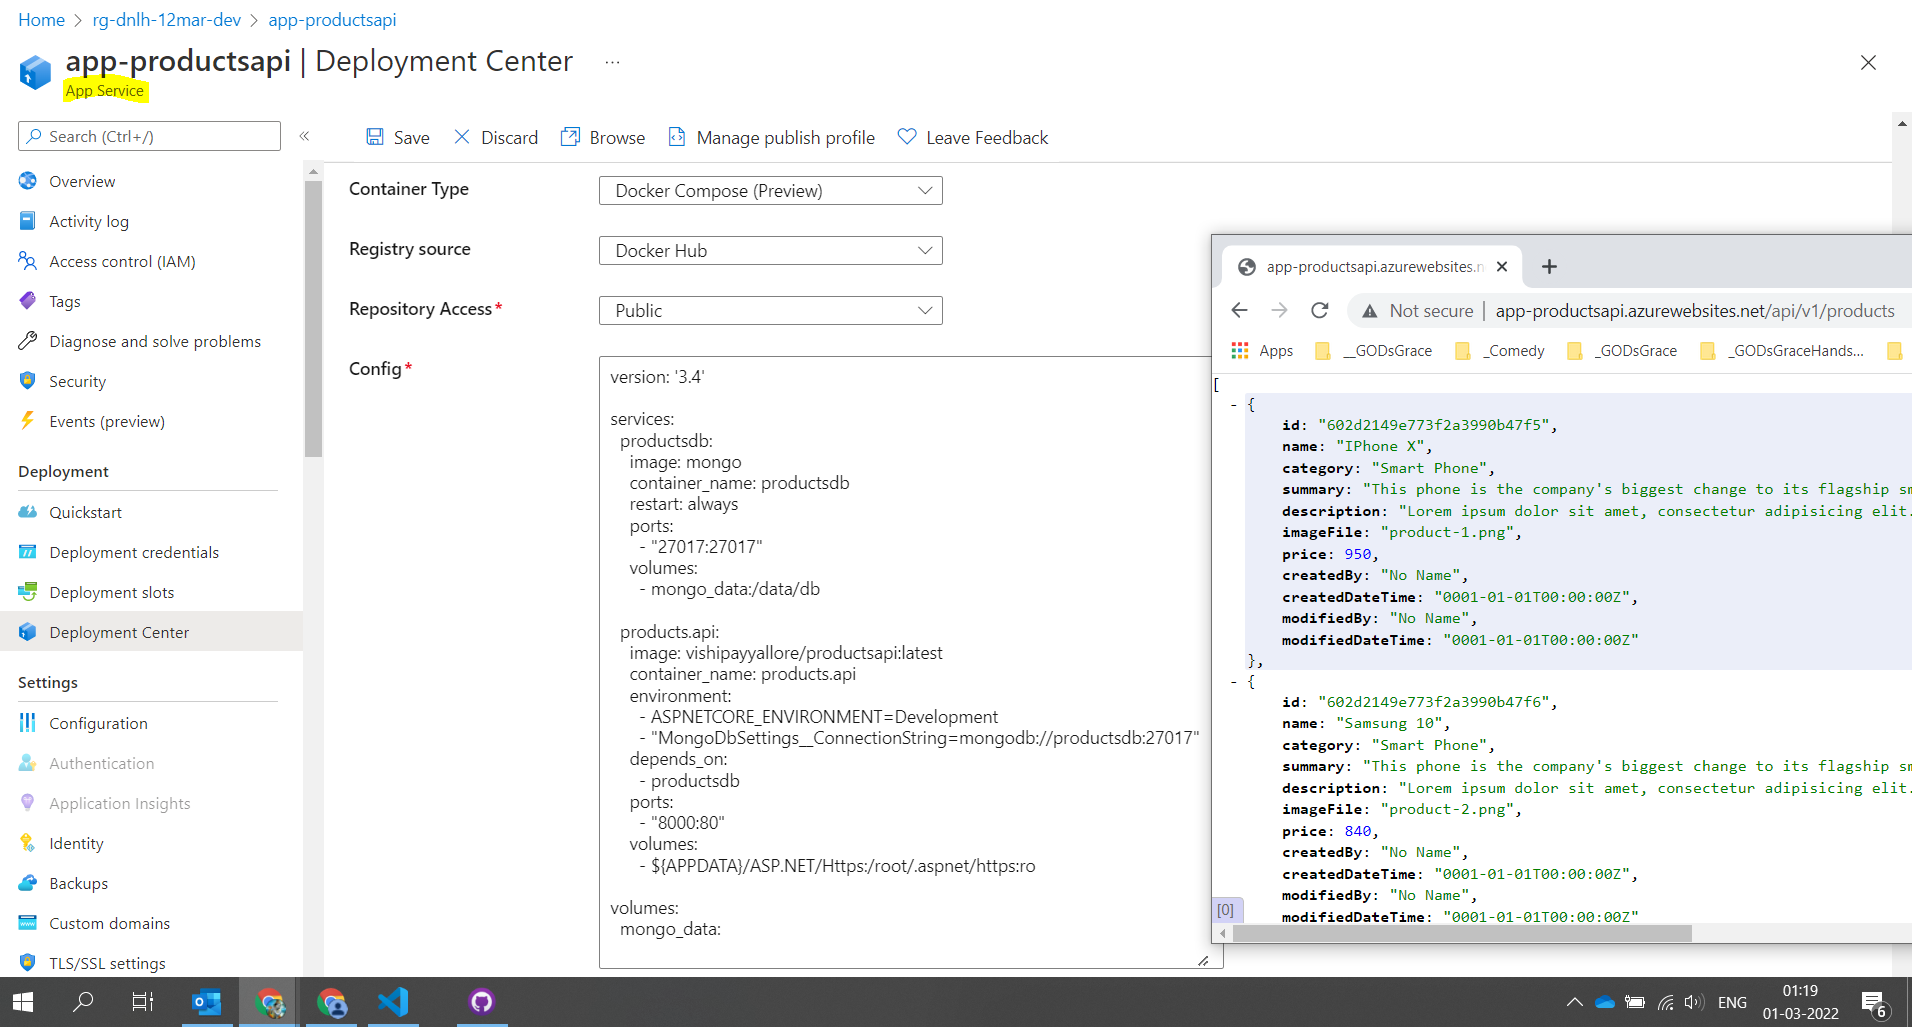 Home > rg-dnlh-12mar-dev > app-productsapi
app-productsapi | Deployment Center ...
App Service
Search (Ctrl+/)
«
Overview
Activity log
Access control (IAM)
Tags
Diagnose and solve problems
Security
Events (preview)
Deployment
Quickstart
Deployment credentials
Deployment slots
Deployment Center
Settings
Configuration
Authentication
Application Insights
Identity
Backups
Custom domains
TLS/SSL settings
Save Discard Browse Manage publish profile Leave Feedback
Container Type Docker Compose (Preview)
Registry source Docker Hub
Repository Access* Public
Config*
version: '3.4'
services:
productsdb:
image: mongo
container_name: productsdb
restart: always
ports:
- "27017:27017"
volumes:
- mongo_data:/data/db
products.api:
image: vishipayyallore/productsapi:latest
container_name: products.api
environment:
- ASPNETCORE_ENVIRONMENT=Development
- "MongoDbSettings__ConnectionString=mongodb://productsdb:27017"
depends_on:
- productsdb
ports:
- "8000:80"
volumes:
- ${APPDATA}/ASP.NET/Https:/root/.aspnet/https:ro
volumes:
mongo_data:
app-productsapi.azurewebsites.n
Not secure | app-productsapi.azurewebsites.net/api/v1/products
Apps __GODsGrace _Comedy _GODsGrace _GODsGraceHands...
[
- {
id: "602d2149e773f2a3990b47f5",
name: "IPhone X",
category: "Smart Phone",
summary: "This phone is the company's biggest change to its flagship sm
description: "Lorem ipsum dolor sit amet, consectetur adipisicing elit.
imageFile: "product-1.png",
price: 950,
createdBy: "No Name",
createdDateTime: "0001-01-01T00:00:00Z",
modifiedBy: "No Name",
modifiedDateTime: "0001-01-01T00:00:00Z"
},
- {
id: "602d2149e773f2a3990b47f6",
name: "Samsung 10",
category: "Smart Phone",
summary: "This phone is the company's biggest change to its flagship sm
description: "Lorem ipsum dolor sit amet, consectetur adipisicing elit.
imageFile: "product-2.png",
price: 840,
createdBy: "No Name",
createdDateTime: "0001-01-01T00:00:00Z",
modifiedBy: "No Name",
modifiedDateTime: "0001-01-01T00:00:00Z"
[0]
ENG
01:19
01-03-2022
6